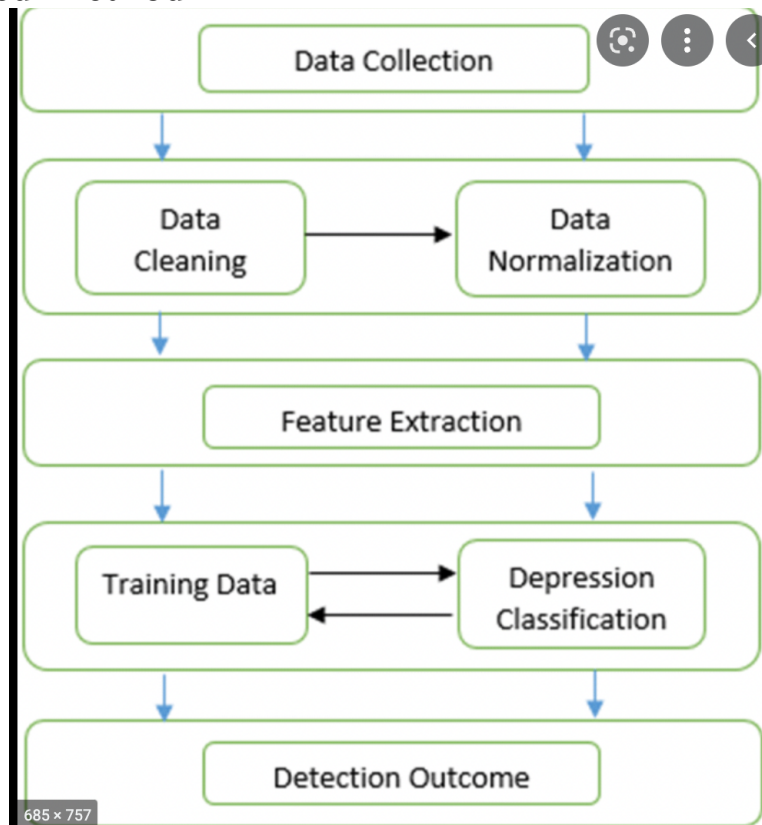 Data Collection
Data
Cleaning
Data
Normalization
Feature Extraction
Training Data
Depression
Classification
Detection Outcome
685 × 757